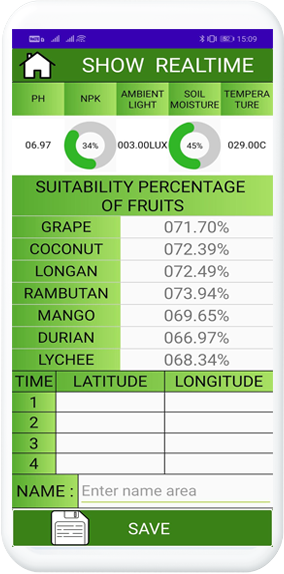 15:09
SHOW REALTIME
PH NPK AMBIENT LIGHT SOIL MOISTURE TEMPERA TURE
06.97 34% 003.00LUX 45% 029.00C
SUITABILITY PERCENTAGE
OF FRUITS
GRAPE 071.70%
COCONUT 072.39%
LONGAN 072.49%
RAMBUTAN 073.94%
MANGO 069.65%
DURIAN 066.97%
LYCHEE 068.34%
TIME LATITUDE LONGITUDE
1
2
3
4
NAME : Enter name area
SAVE